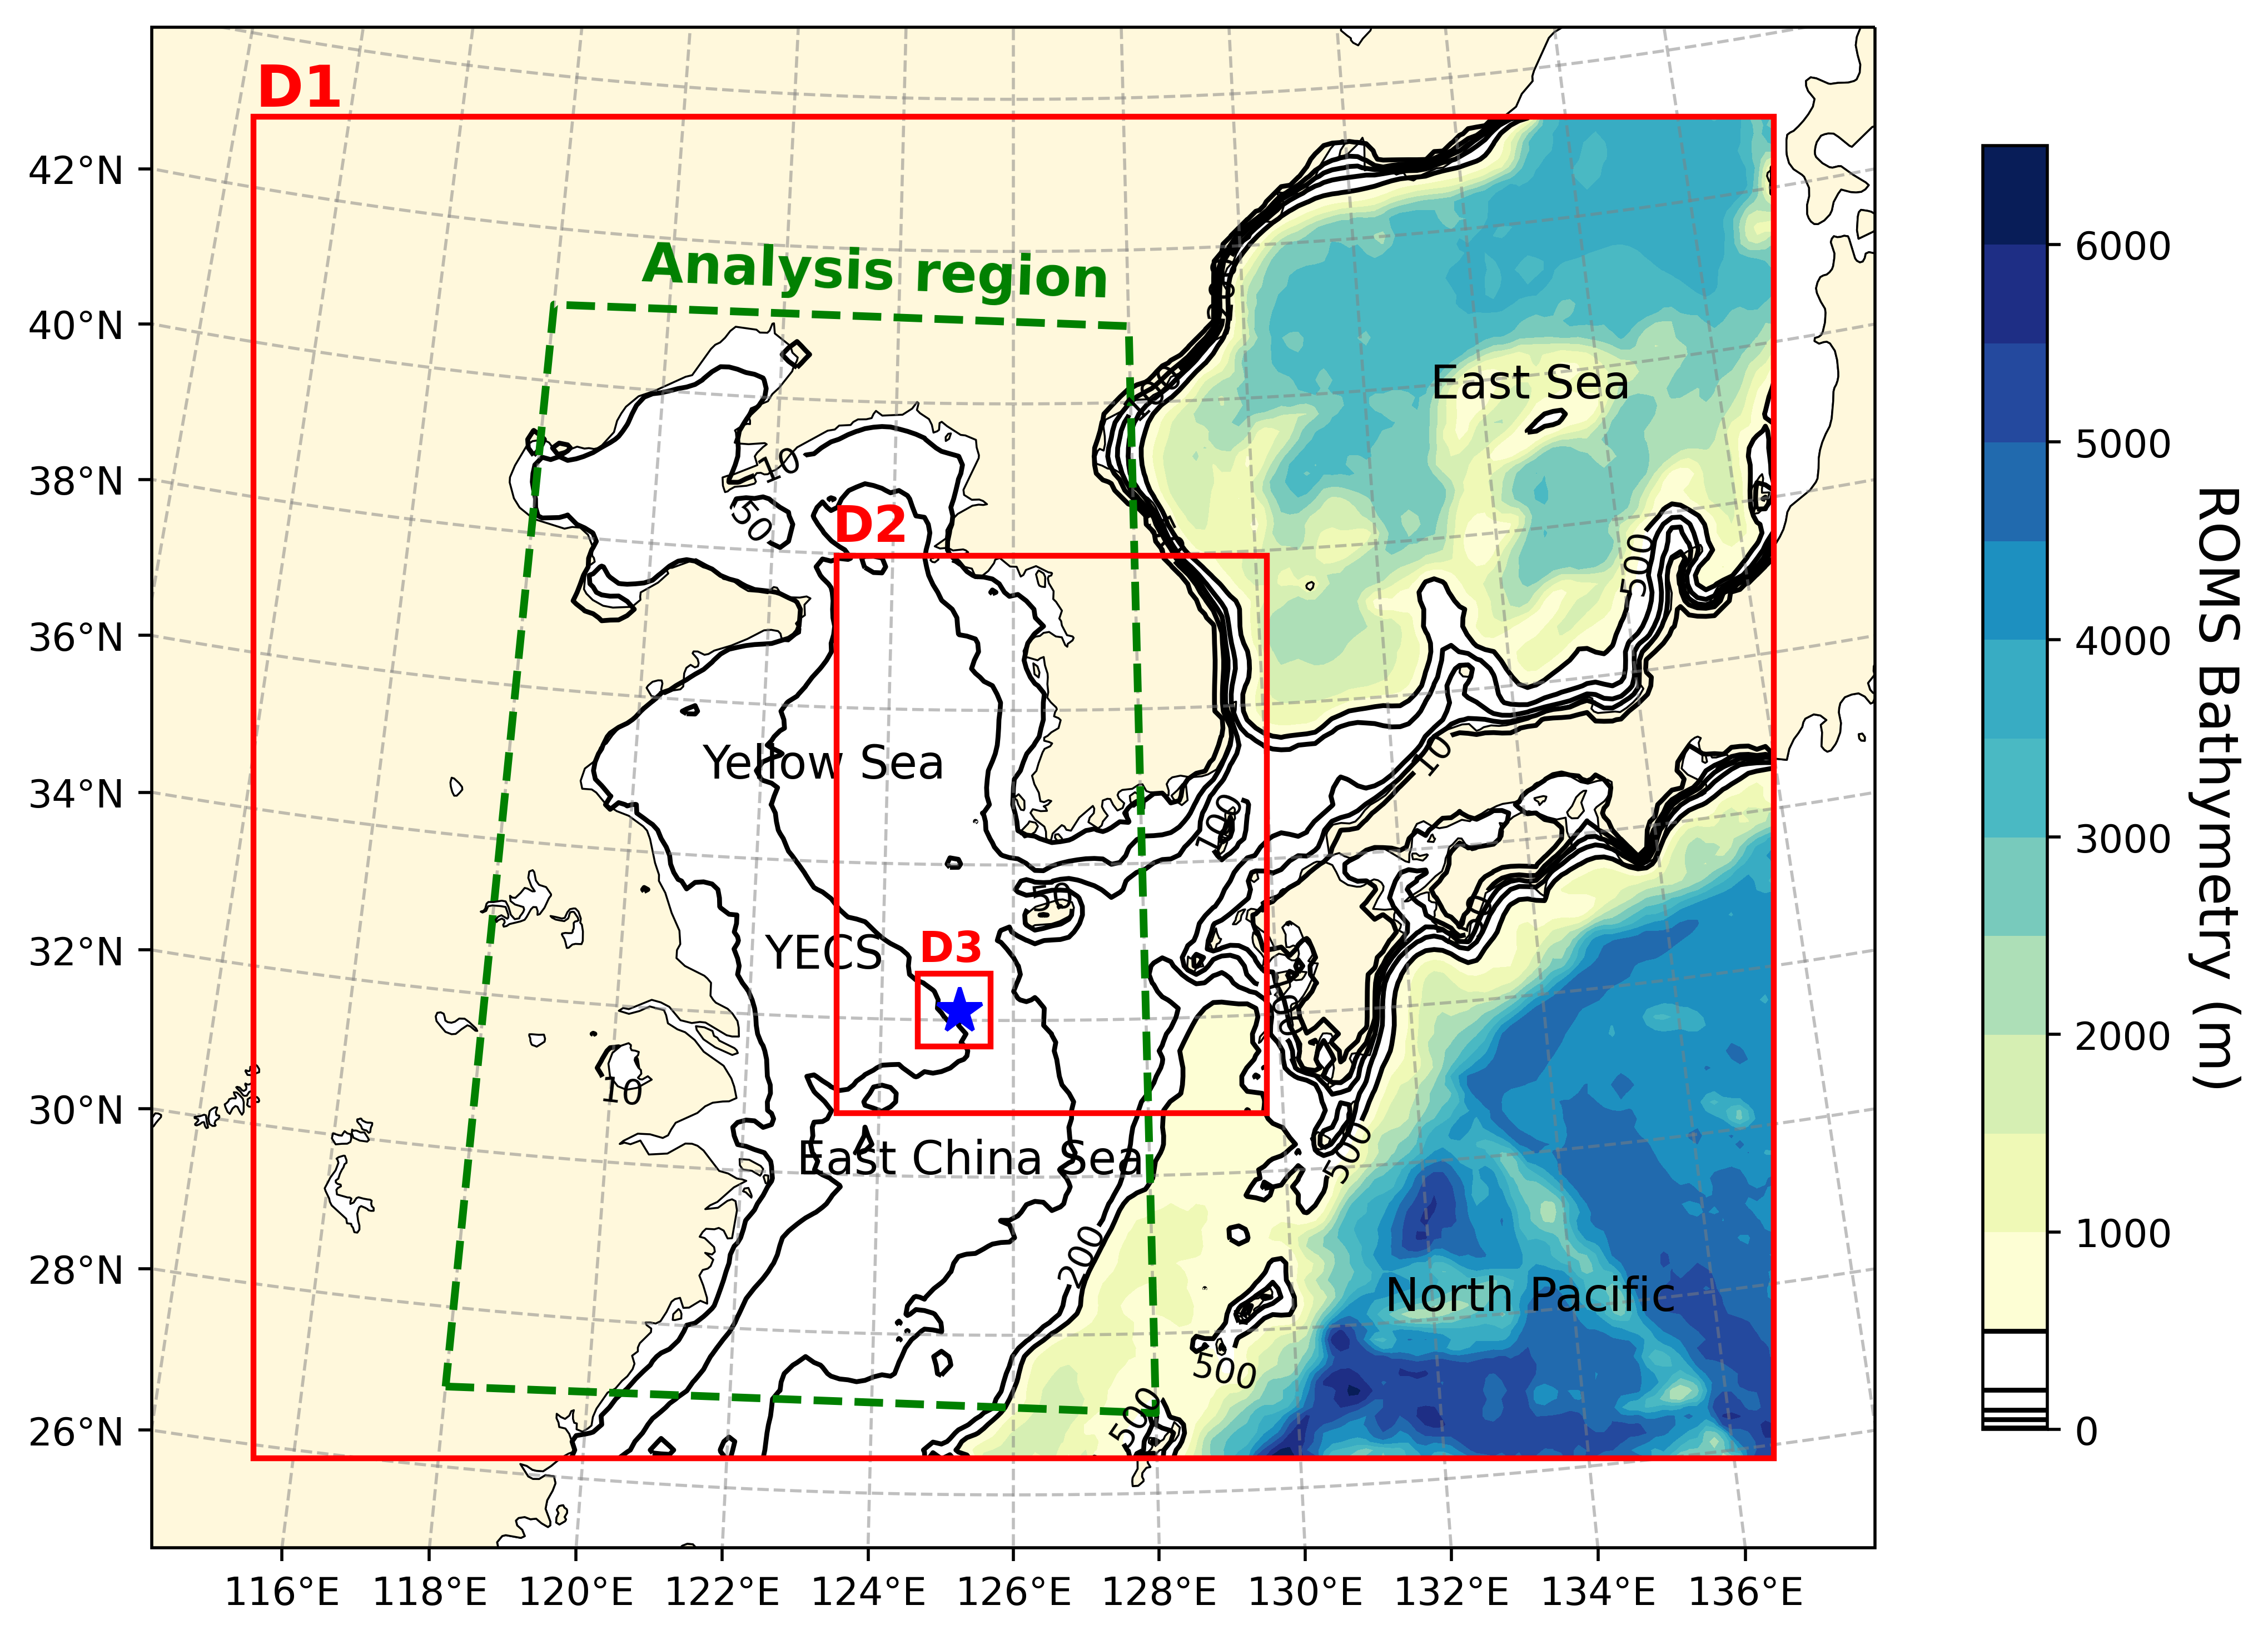 D1
Analysis region
D2
D3
East Sea
Yellow Sea
YECS
East China Sea
North Pacific
10
50
500
10
100
50
10
200
500
500
500
42°N
40°N
38°N
36°N
34°N
32°N
30°N
28°N
26°N
116°E 118°E 120°E 122°E 124°E 126°E 128°E 130°E 132°E 134°E 136°E
6000
5000
4000
3000
2000
1000
0
ROMS Bathymetry (m)